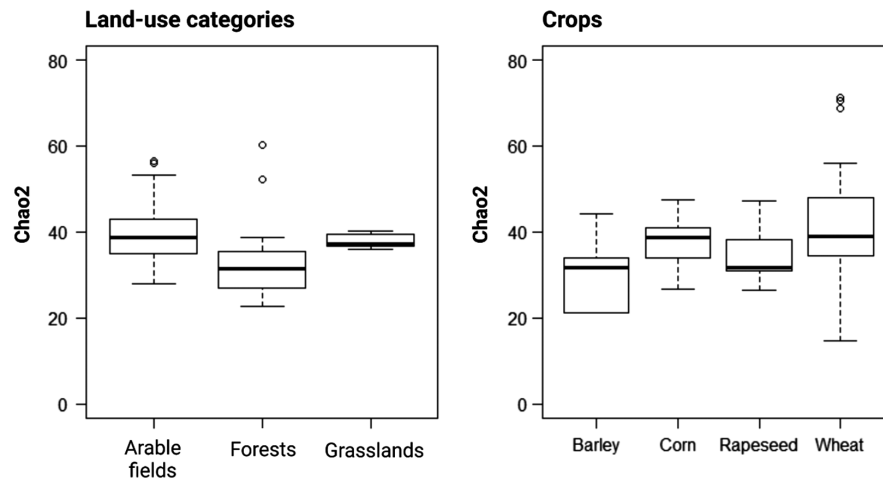 Land-use categories
Chao2
80
60
40
20
0
Arable
fields
Forests
Grasslands
Crops
Chao2
80
60
40
20
0
Barley
Corn
Rapeseed
Wheat